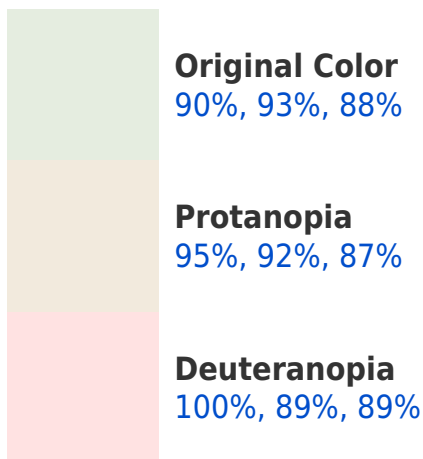 Original Color
90%, 93%, 88%
Protanopia
95%, 92%, 87%
Deuteranopia
100%, 89%, 89%